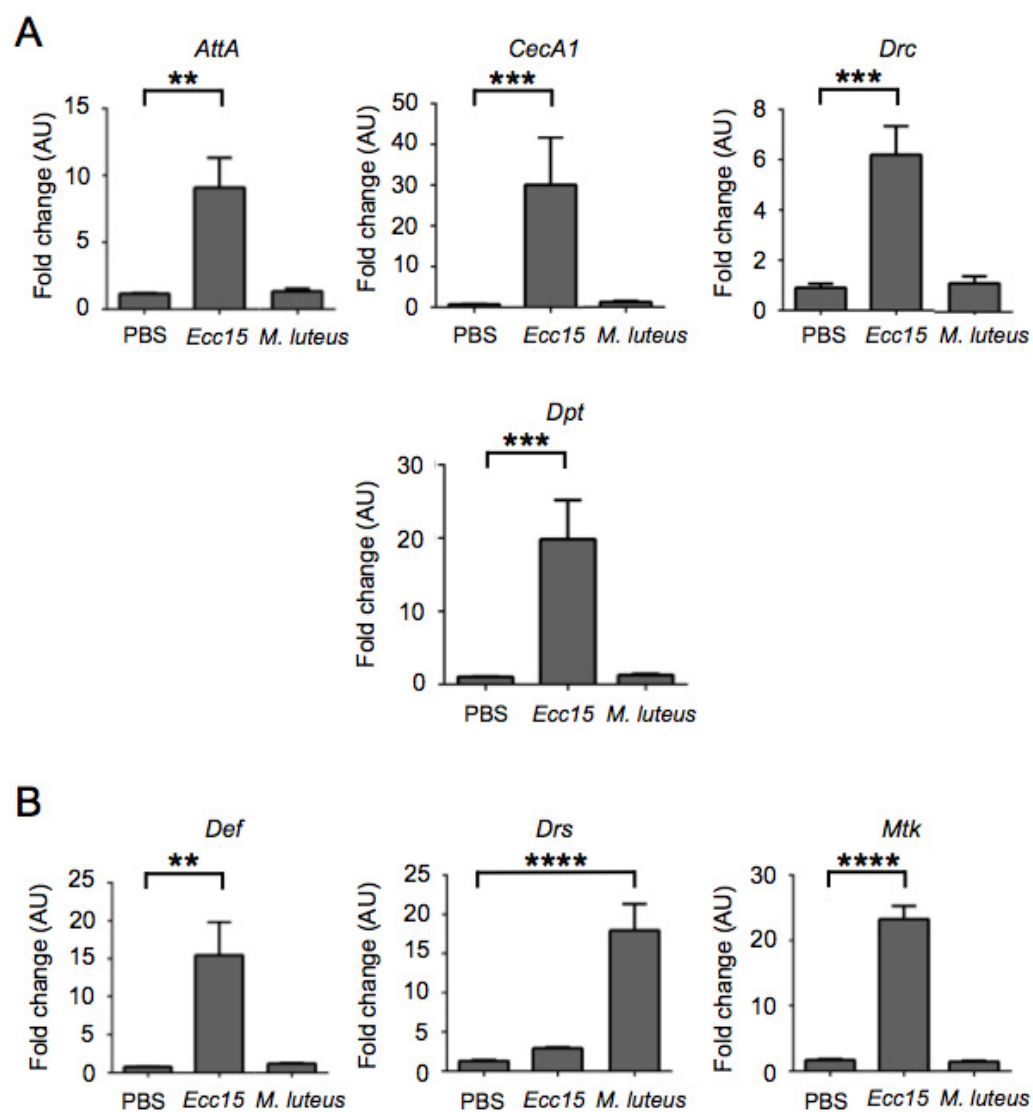 A
AttA
**
Fold change (AU)
15
10
5
0
PBS Ecc15 M. luteus
CecA1
***
Fold change (AU)
50
40
30
20
10
0
PBS Ecc15 M. luteus
Drc
***
Fold change (AU)
8
6
4
2
0
PBS Ecc15 M. luteus
Dpt
***
Fold change (AU)
30
20
10
0
PBS Ecc15 M. luteus
B
Def
**
Fold change (AU)
25
20
15
10
5
0
PBS Ecc15 M. luteus
Drs
****
Fold change (AU)
25
20
15
10
5
0
PBS Ecc15 M. luteus
Mtk
****
Fold change (AU)
30
20
10
0
PBS Ecc15 M. luteus